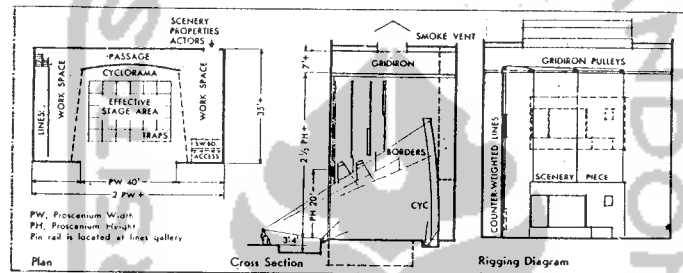 SCENERY
PROPERTIES
ACTORS
PASSAGE
CYCLORAMA
WORK SPACE
WORK SPACE
LINES
EFFECTIVE
STAGE AREA
TRAPS
SW BD.
ACCESS
35'+
PW 40'
2 PW +
PW, Proscenium Width
PH, Proscenium Height
Pin rail is located at lines gallery
Plan
SMOKE VENT
7'+
GRIDIRON
2 1/2 PH+
BORDERS
PH 20'
CYC
3'4"
Cross Section
GRIDIRON PULLEYS
COUNTER-WEIGHTED LINES
SCENERY PIECE
Rigging Diagram